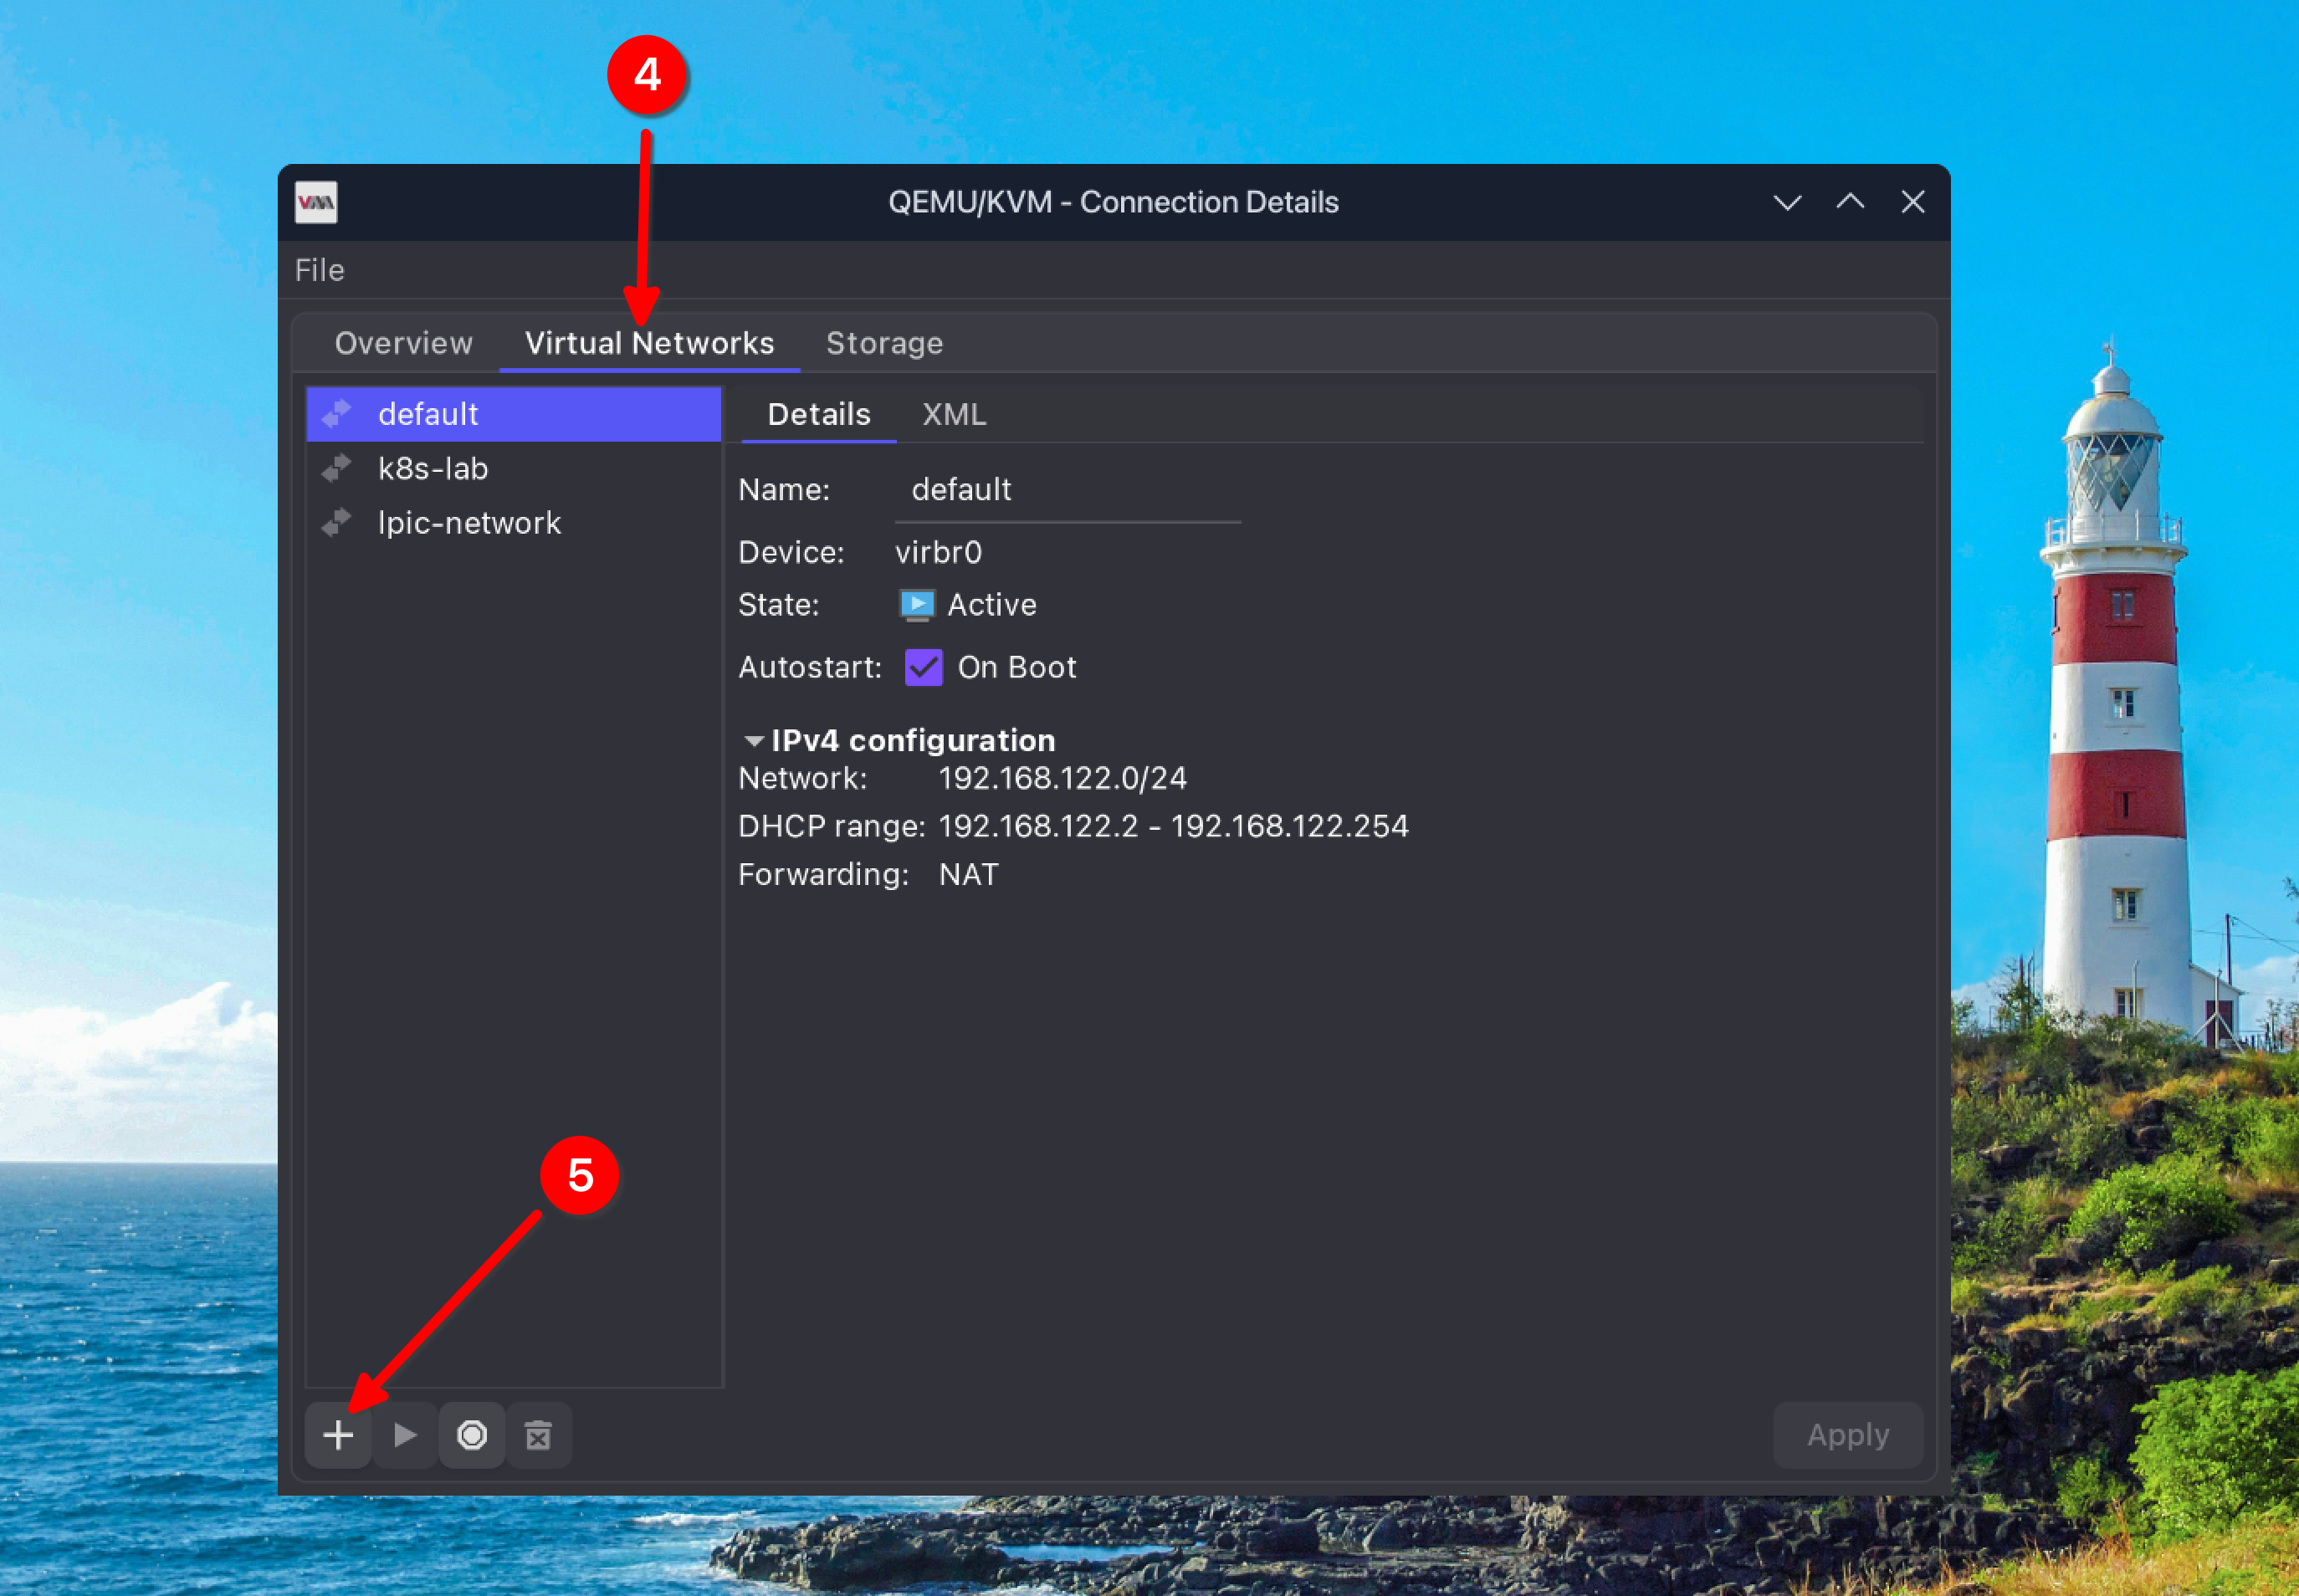 4
QEMU/KVM - Connection Details
File
Overview Virtual Networks Storage
default
k8s-lab
lpic-network
Details XML
Name: default
Device: virbr0
State: Active
Autostart: On Boot
IPv4 configuration
Network: 192.168.122.0/24
DHCP range: 192.168.122.2 - 192.168.122.254
Forwarding: NAT
5
Apply